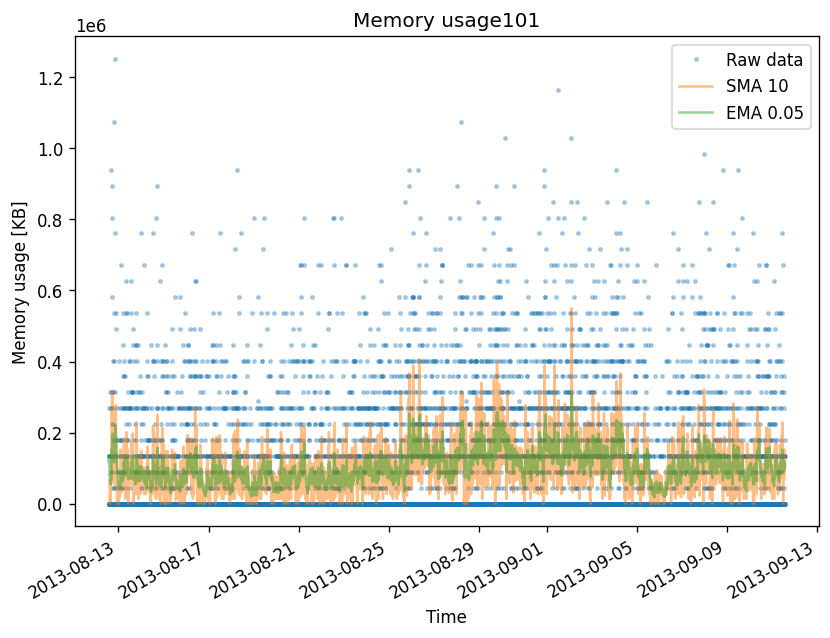 Memory usage101
1e6
Raw data
SMA 10
EMA 0.05
1.2
1.0
0.8
0.6
0.4
0.2
0.0
Memory usage [KB]
2013-08-13
2013-08-17
2013-08-21
2013-08-25
2013-08-29
2013-09-01
2013-09-05
2013-09-09
2013-09-13
Time